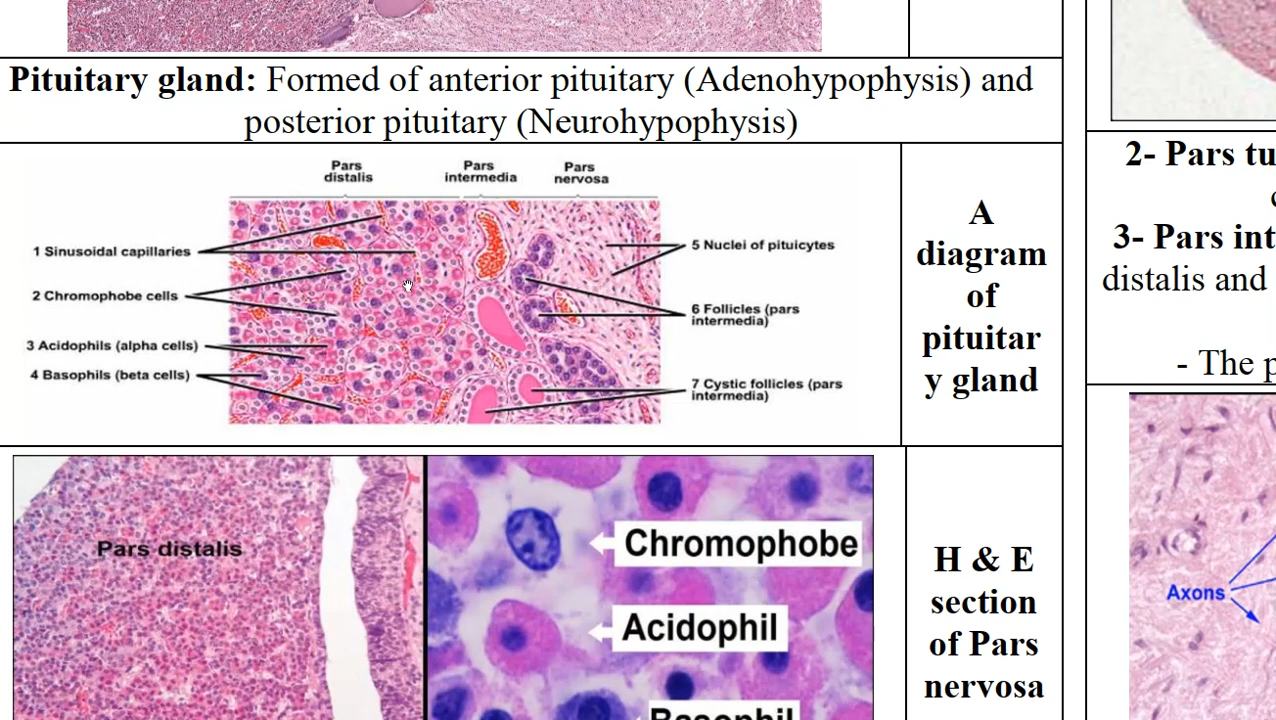 Pituitary gland: Formed of anterior pituitary (Adenohypophysis) and
posterior pituitary (Neurohypophysis)
Pars
distalis
Pars
intermedia
Pars
nervosa
1 Sinusoidal capillaries
2 Chromophobe cells
3 Acidophils (alpha cells)
4 Basophils (beta cells)
5 Nuclei of pituicytes
6 Follicles (pars
intermedia)
7 Cystic follicles (pars
intermedia)
A
diagram
of
pituitar
y gland
Pars distalis
Chromophobe
Acidophil
Basophil
H & E
section
of Pars
nervosa
2- Pars tu
3- Pars int
distalis and
- The p
Axons